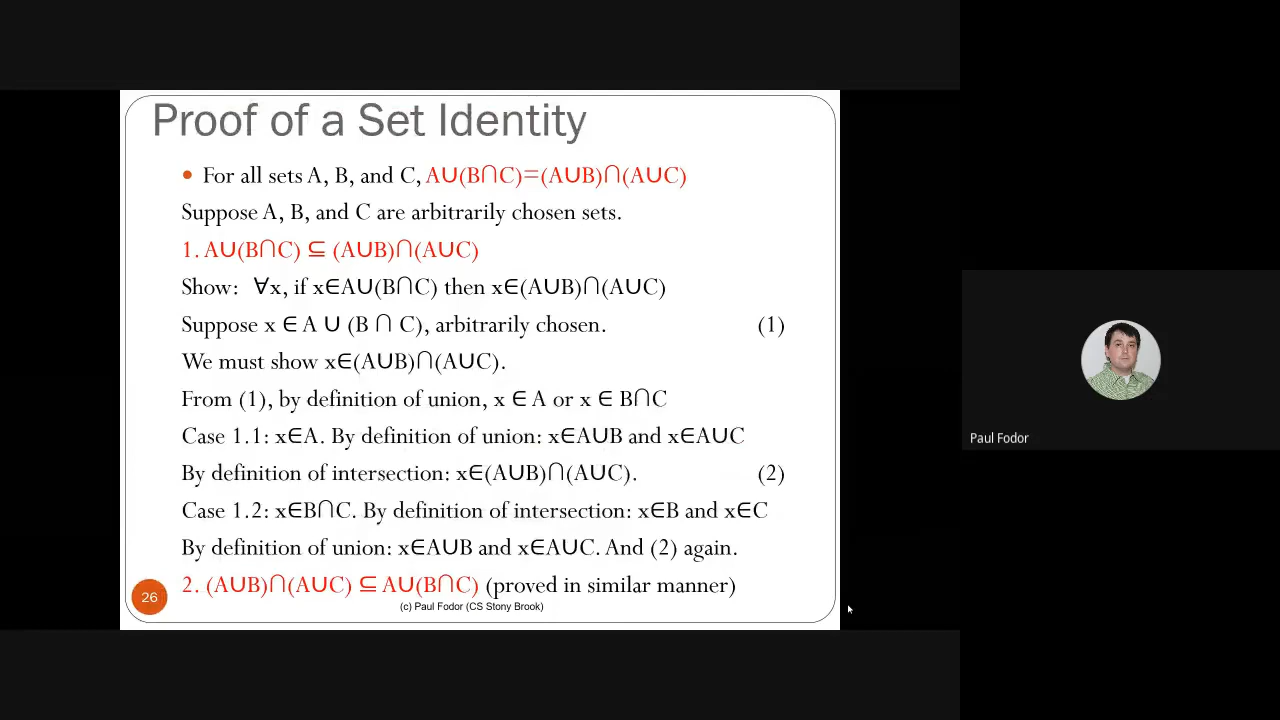 Proof of a Set Identity
• For all sets A, B, and C, A∪(B∩C)=(A∪B)∩(A∪C)
Suppose A, B, and C are arbitrarily chosen sets.
1. A∪(B∩C) ⊆ (A∪B)∩(A∪C)
Show: ∀x, if x∈A∪(B∩C) then x∈(A∪B)∩(A∪C)
Suppose x ∈ A ∪ (B ∩ C), arbitrarily chosen. (1)
We must show x∈(A∪B)∩(A∪C).
From (1), by definition of union, x ∈ A or x ∈ B∩C
Case 1.1: x∈A. By definition of union: x∈A∪B and x∈A∪C
By definition of intersection: x∈(A∪B)∩(A∪C). (2)
Case 1.2: x∈B∩C. By definition of intersection: x∈B and x∈C
By definition of union: x∈A∪B and x∈A∪C. And (2) again.
2. (A∪B)∩(A∪C) ⊆ A∪(B∩C) (proved in similar manner)
26
(c) Paul Fodor (CS Stony Brook)
Paul Fodor